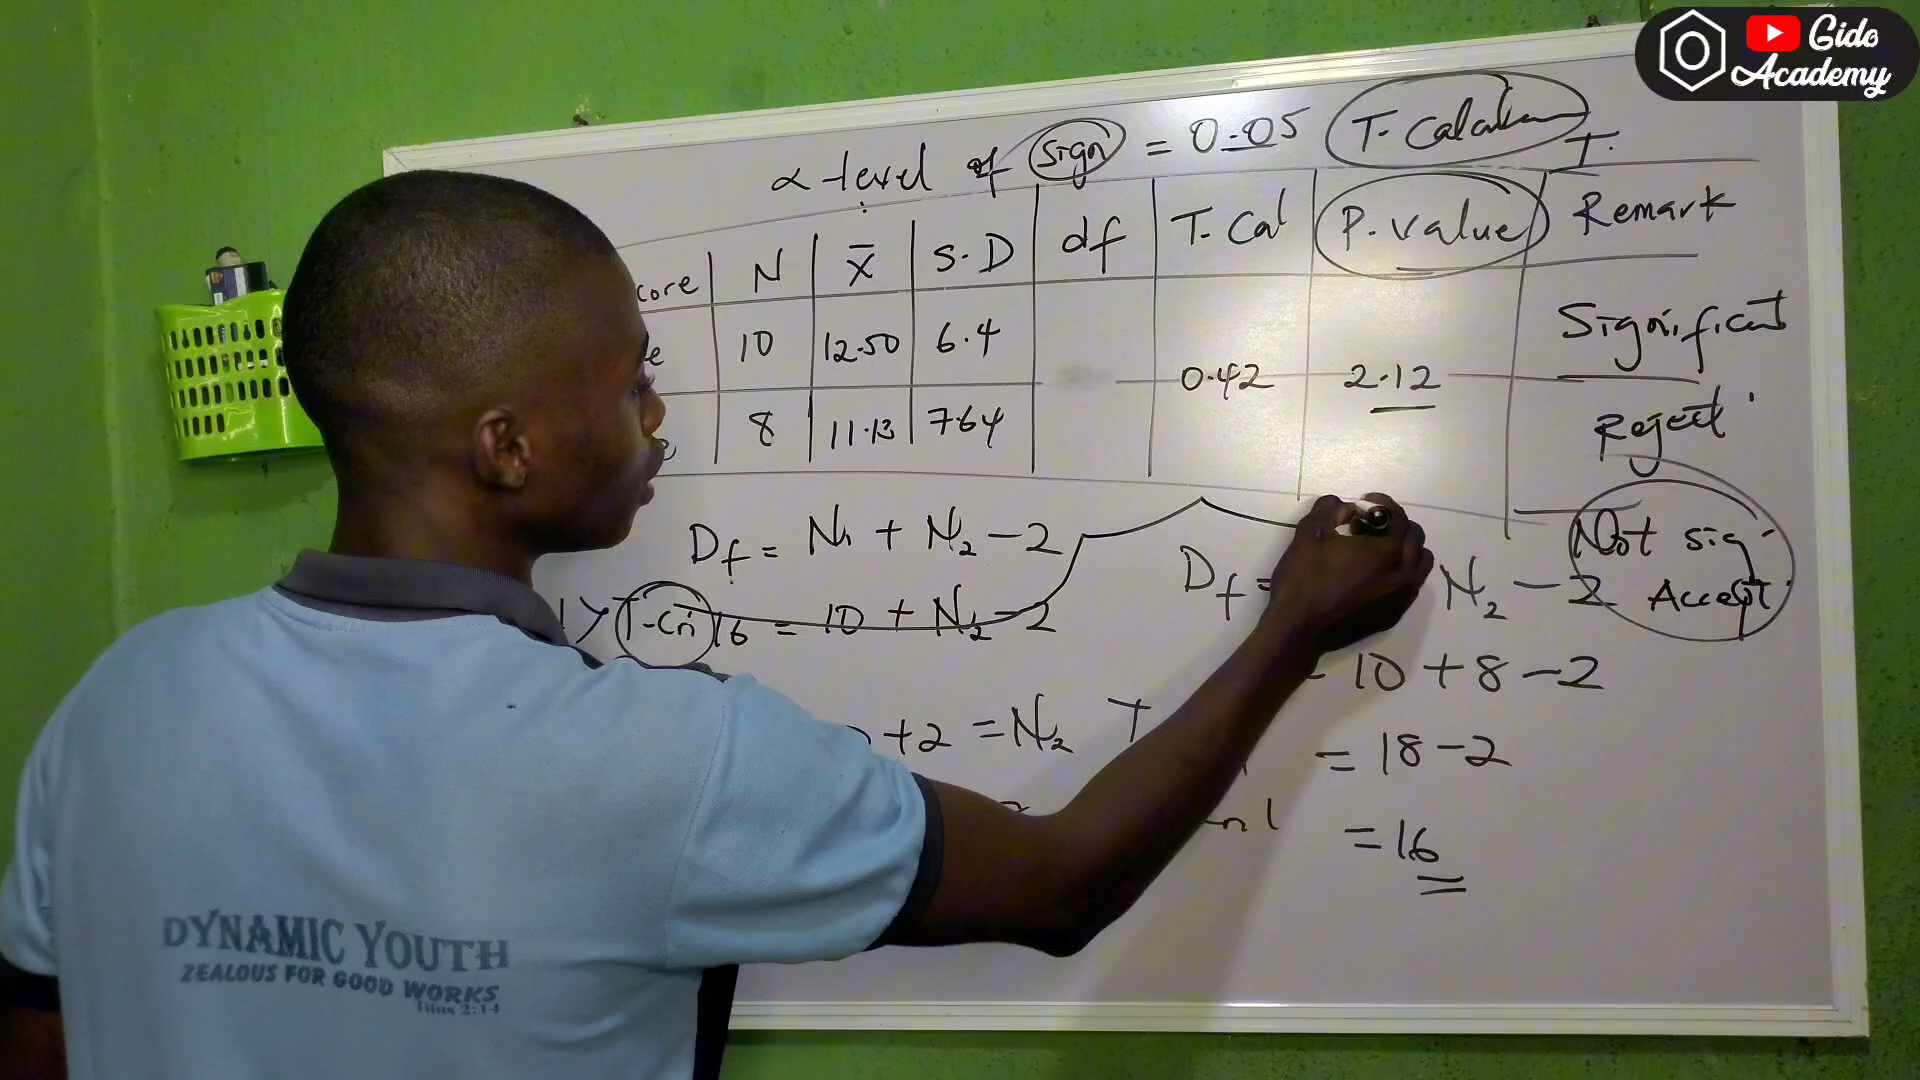 Gido
Academy
α-level of sign = 0.05
T.
core N X̄ S.D df T.Cal P.value Remark
e 10 12.50 6.4
8 11.13 7.64
0.42 2.12
Significant
Reject
Not sig
Accept
Df = N1 + N2 - 2
T-Cri 16 = 10 + N2 - 2
+2 = N2
T
Df = N2 - 2
10 + 8 - 2
= 18 - 2
= 16
DYNAMIC YOUTH
ZEALOUS FOR GOOD WORKS
Titus 2:14